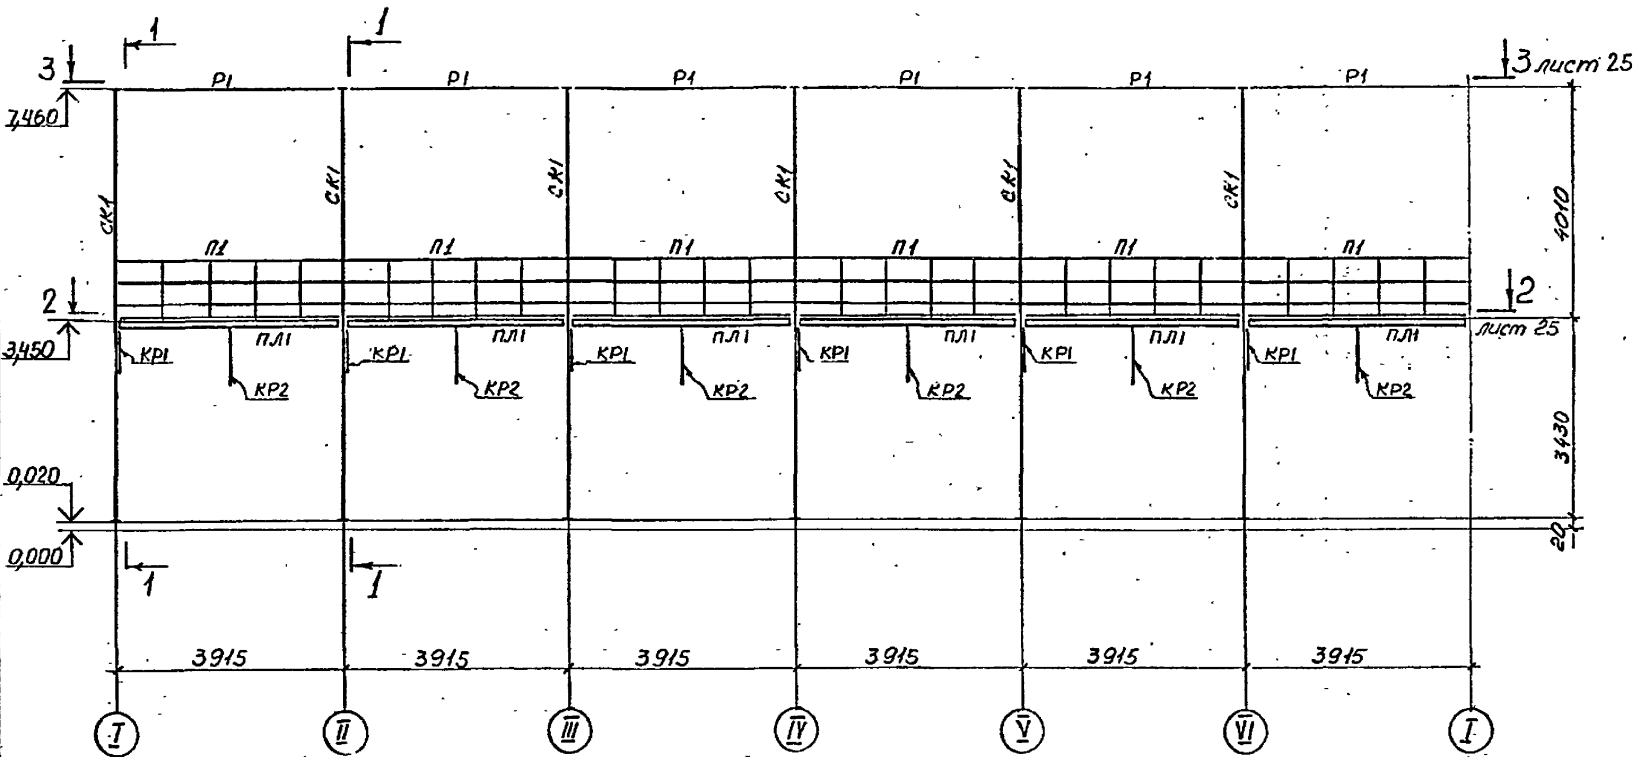 1 1
3 3 лист 25
Р1 Р1 Р1 Р1 Р1 Р1
7,460
СК1 СК1 СК1 СК1 СК1 СК1
4010
П1 П1 П1 П1 П1 П1
2 2
лист 25
3,450
ПЛ1 ПЛ1 ПЛ1 ПЛ1 ПЛ1 ПЛ1
КР1 КР1 КР1 КР1 КР1 КР1
КР2 КР2 КР2 КР2 КР2 КР2
3430
0,020
0,000
20
1 1
3915 3915 3915 3915 3915 3915
I II III IV V VI I